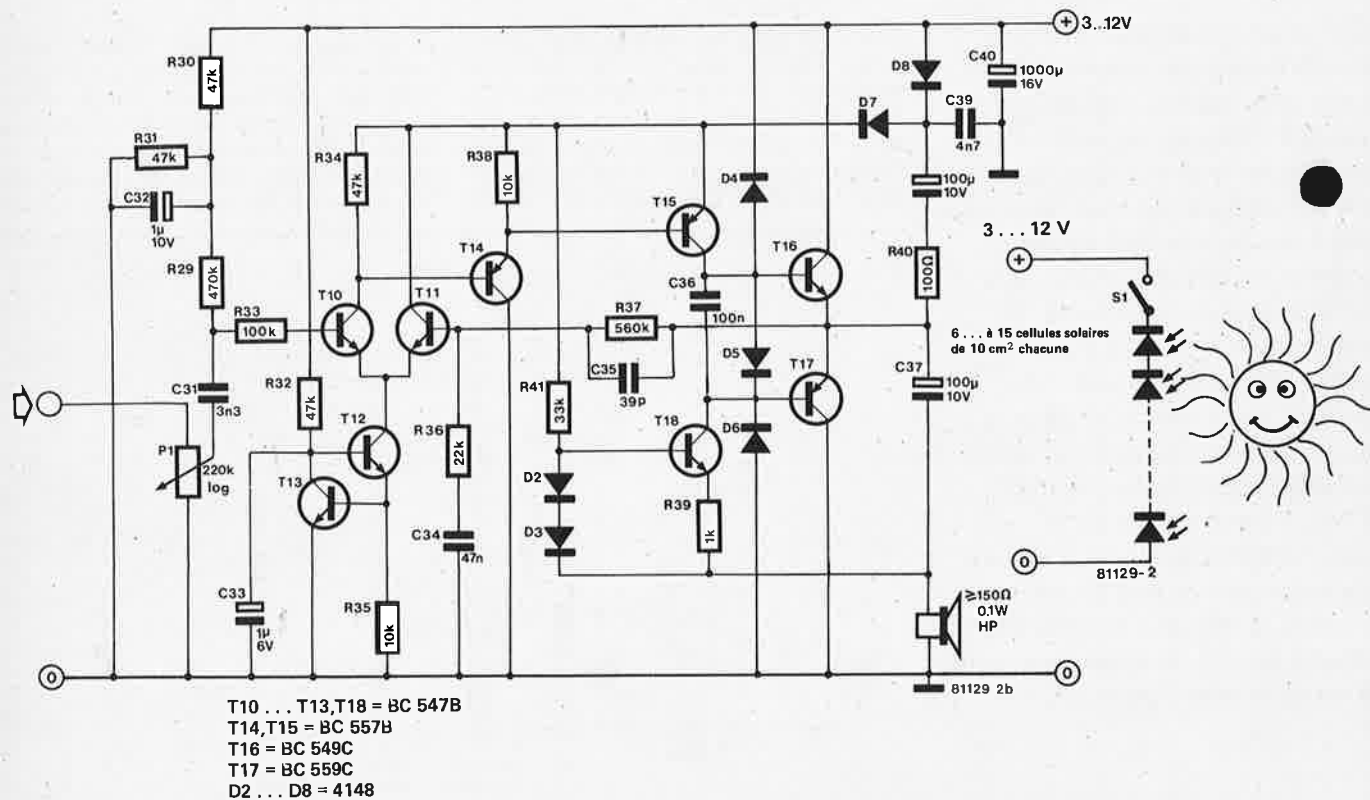 + 3...12V
R30
47k
R31
47k
C32
1µ
10V
R29
470k
R33
100k
C31
3n3
P1
220k
log
R34
47k
R38
10k
T10
T11
T14
R32
47k
T12
T13
C33
1µ
6V
R35
10k
R36
22k
C34
47n
R37
560k
C35
39p
R41
33k
D2
D3
T15
C36
100n
T18
R39
1k
D4
D5
D6
T16
T17
D7
D8
C39
4n7
C40
1000µ
16V
100µ
10V
R40
100Ω
C37
100µ
10V
≥150Ω
0.1W
HP
0
0
81129 2b
3 . . . 12 V
+
S1
6 . . . à 15 cellules solaires
de 10 cm² chacune
0
81129-2
T10 . . . T13,T18 = BC 547B
T14,T15 = BC 557B
T16 = BC 549C
T17 = BC 559C
D2 . . . D8 = 4148